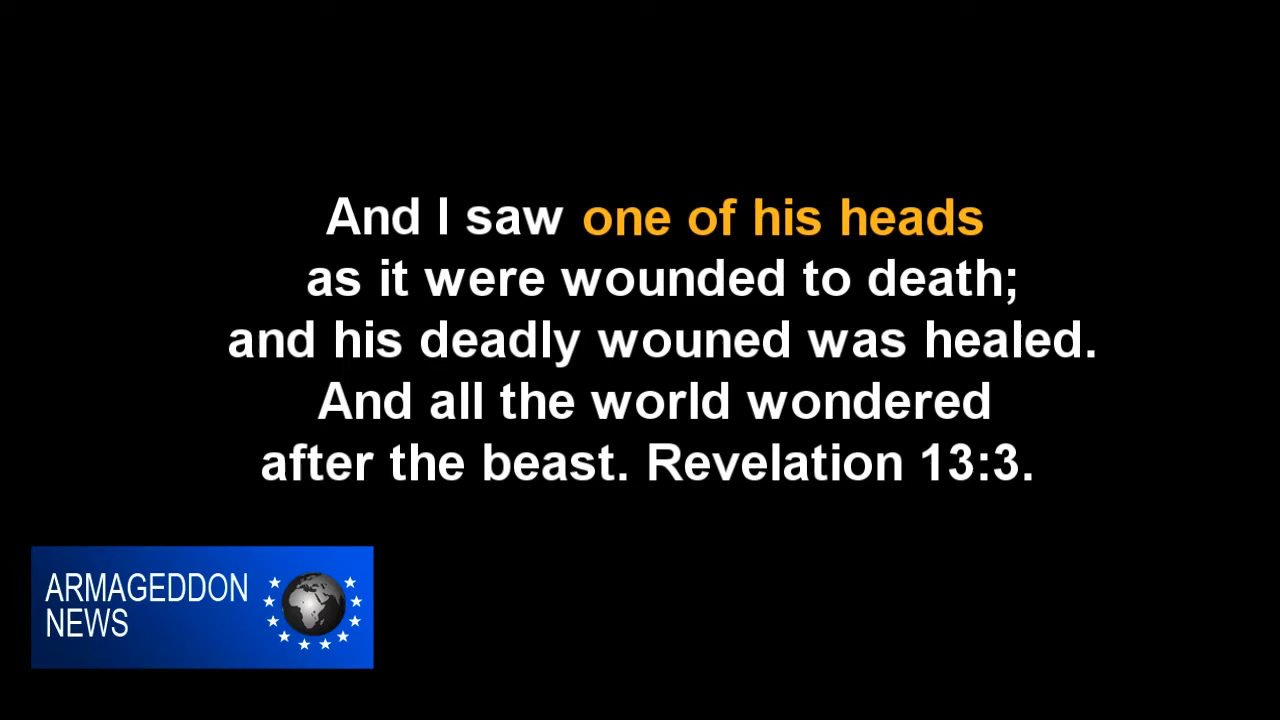 And I saw one of his heads
as it were wounded to death;
and his deadly wouned was healed.
And all the world wondered
after the beast. Revelation 13:3.
ARMAGEDDON
NEWS